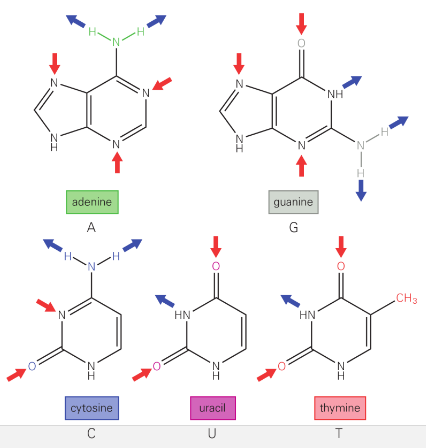 H H
N
N
N
N
H
N
O
N
NH
N
H
N
N
H
H
adenine
guanine
A
G
H H
N
N
O
N
H
O
HN
O
N
H
O
CH3
HN
O
N
H
cytosine
uracil
thymine
C
U
T